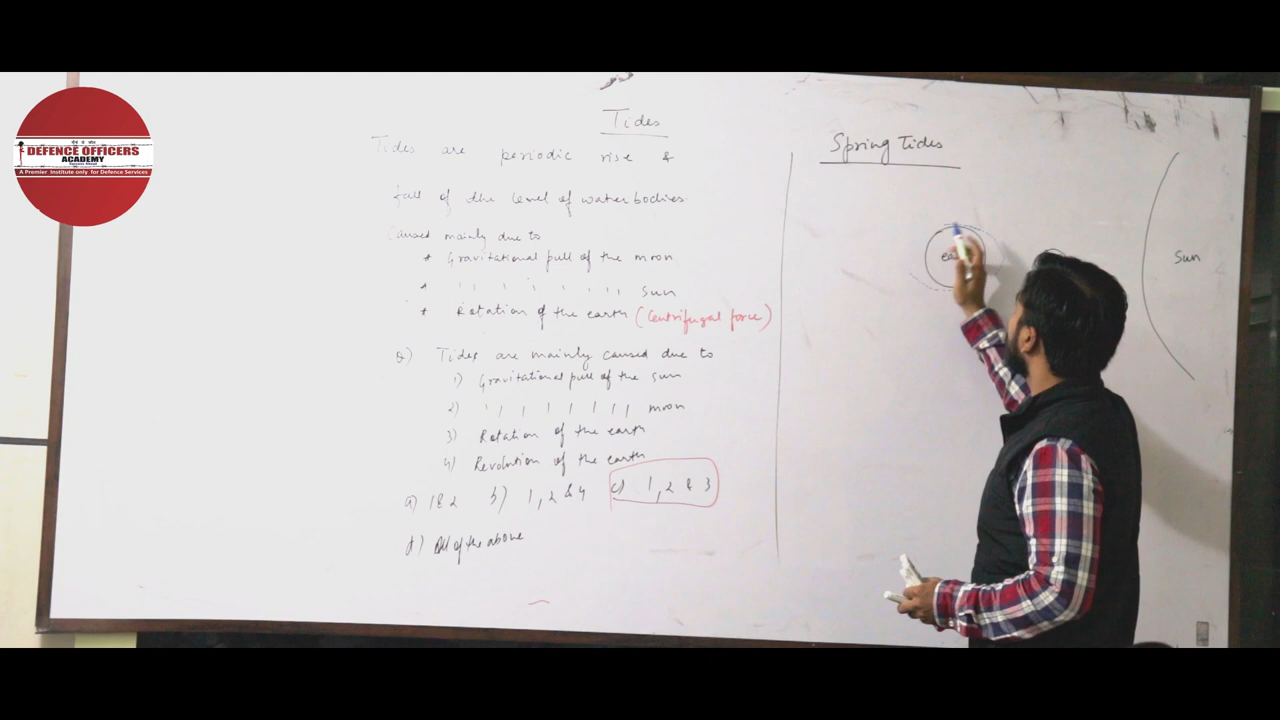 DEFENCE OFFICERS
ACADEMY
A Premier Institute only for Defence Services
Tides
Tides are periodic rise &
fall of the level of water bodies.
Caused mainly due to
* Gravitational pull of the moon
* ' ' ' ' ' ' ' ' sun
* Rotation of the earth (Centrifugal force)
Q) Tides are mainly caused due to
1) Gravitational pull of the sun
2) ' ' ' ' ' ' ' ' moon
3) Rotation of the earth
4) Revolution of the earth
a) 1 & 2 b) 1, 2 & 4 c) 1, 2 & 3
d) All of the above
Spring Tides
Sun